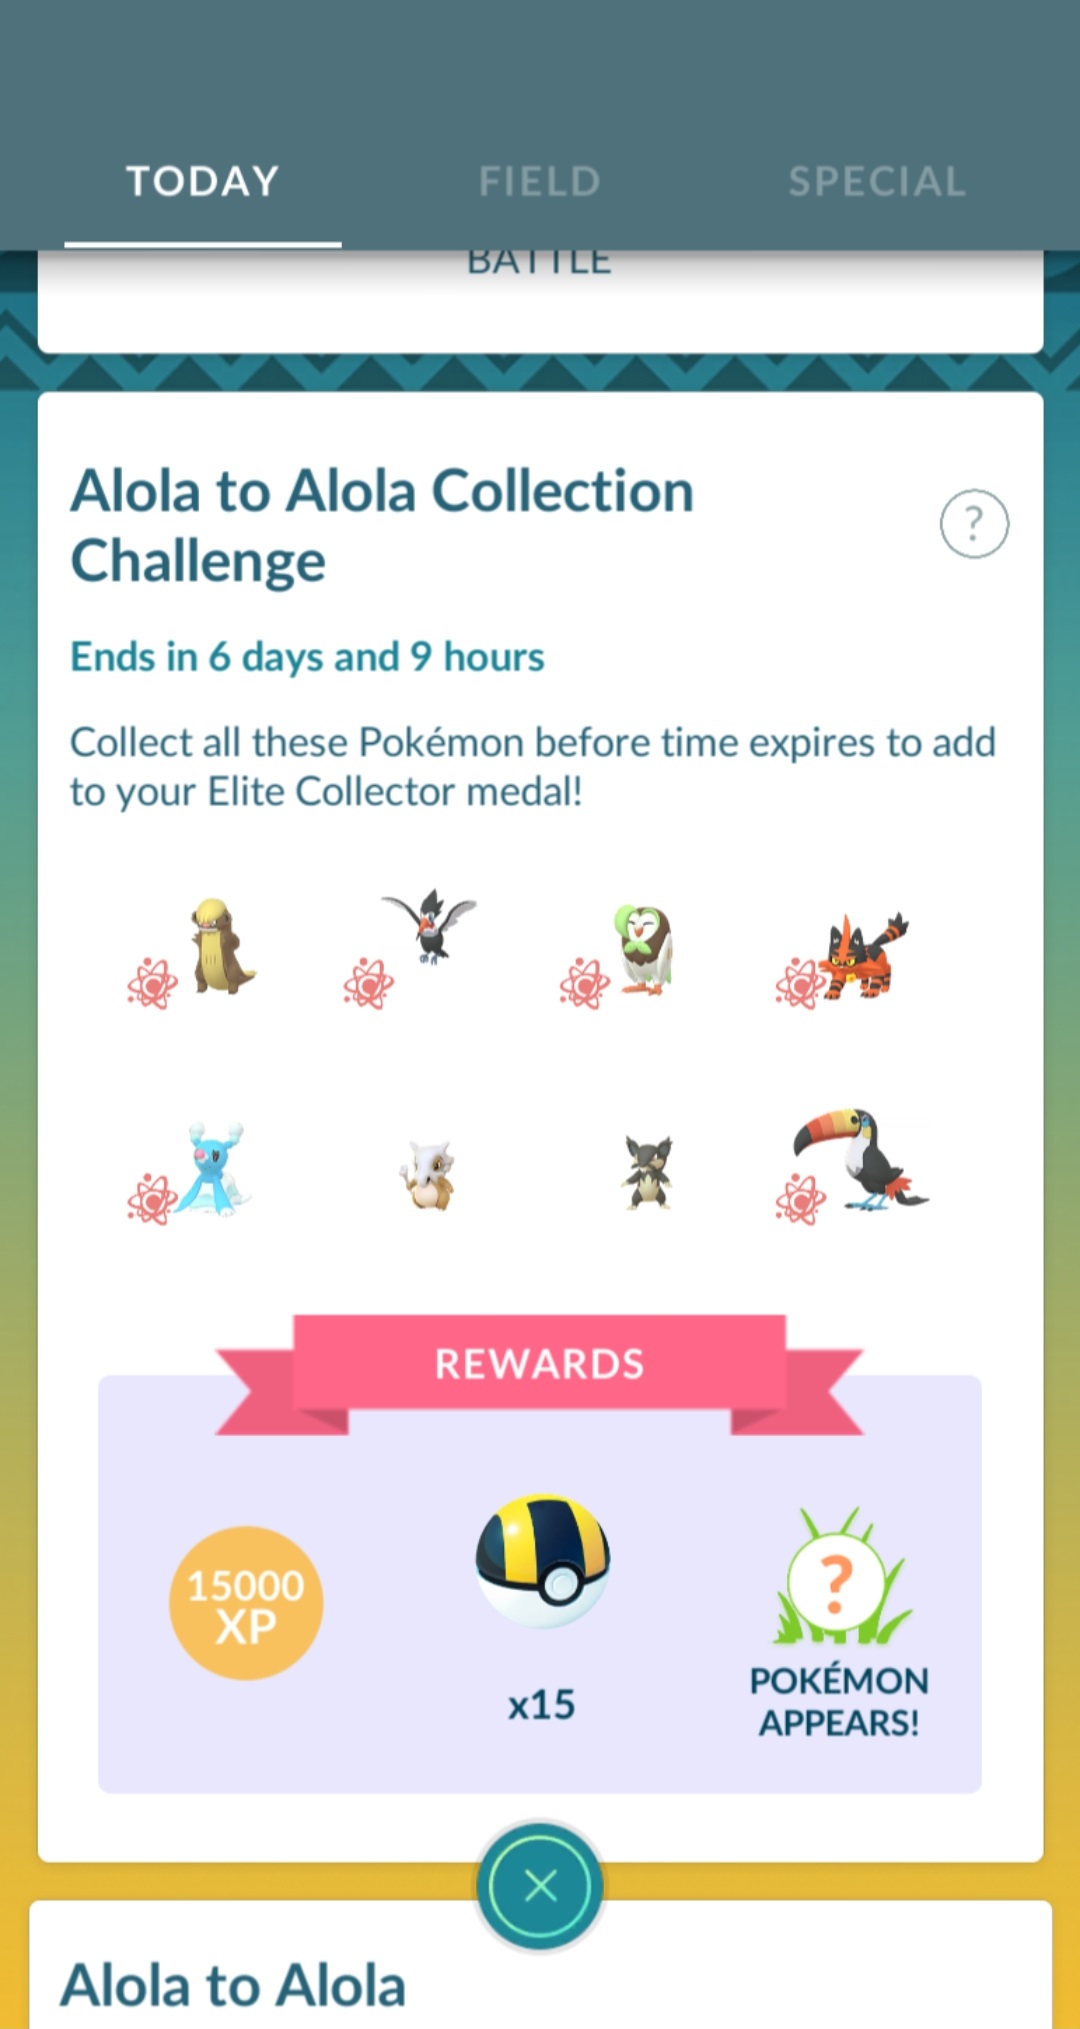 TODAY
FIELD
SPECIAL
BATTLE
Alola to Alola Collection
Challenge
?
Ends in 6 days and 9 hours
Collect all these Pokémon before time expires to add
to your Elite Collector medal!
REWARDS
15000
XP
x15
?
POKÉMON
APPEARS!
Alola to Alola